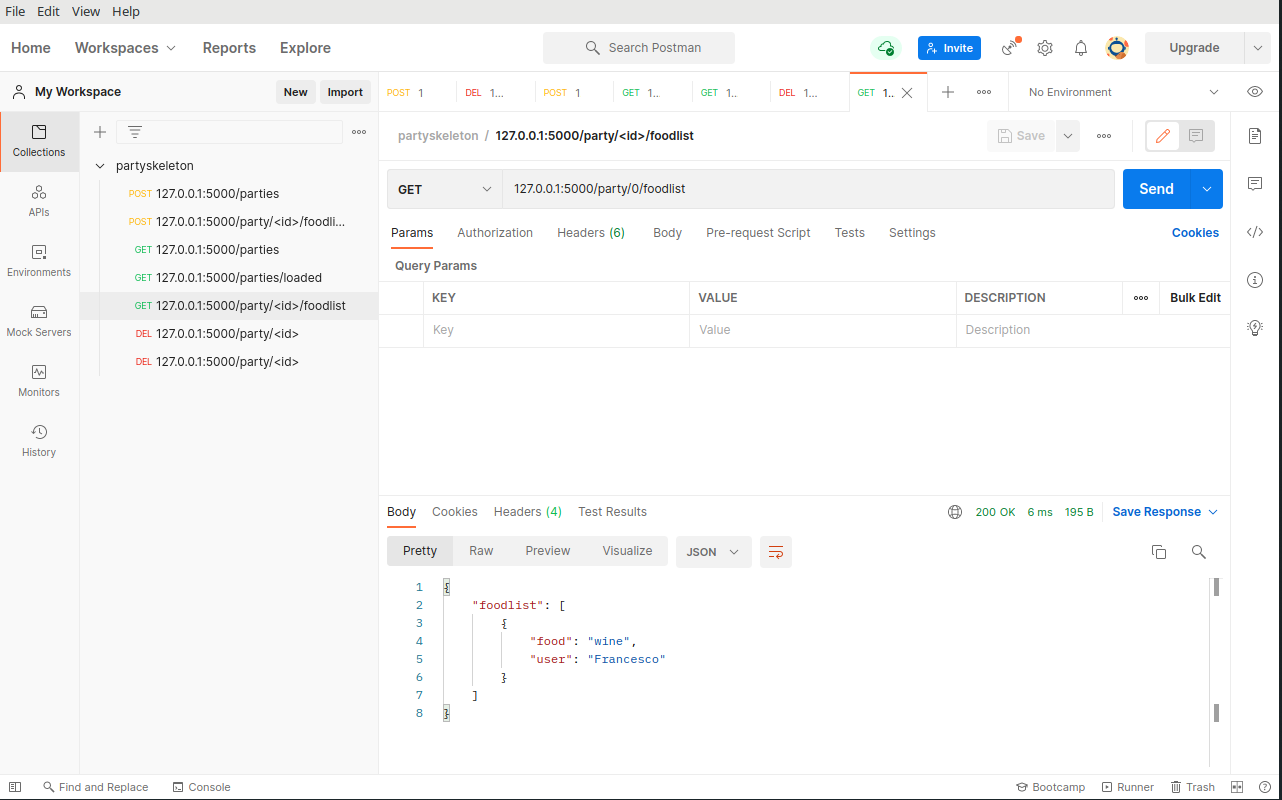 File Edit View Help
Home Workspaces Reports Explore Search Postman Invite Upgrade
My Workspace New Import
POST 1 DEL 1... POST 1 GET 1... GET 1.. DEL 1... GET 1.. No Environment
Collections
APIs
Environments
Mock Servers
Monitors
History
partyskeleton
POST 127.0.0.1:5000/parties
POST 127.0.0.1:5000/party/<id>/foodli...
GET 127.0.0.1:5000/parties
GET 127.0.0.1:5000/parties/loaded
GET 127.0.0.1:5000/party/<id>/foodlist
DEL 127.0.0.1:5000/party/<id>
DEL 127.0.0.1:5000/party/<id>
partyskeleton / 127.0.0.1:5000/party/<id>/foodlist Save
GET 127.0.0.1:5000/party/0/foodlist Send
Params Authorization Headers (6) Body Pre-request Script Tests Settings Cookies
Query Params
KEY VALUE DESCRIPTION Bulk Edit
Key Value Description
Body Cookies Headers (4) Test Results 200 OK 6 ms 195 B Save Response
Pretty Raw Preview Visualize JSON
1 {
2 "foodlist": [
3 {
4 "food": "wine",
5 "user": "Francesco"
6 }
7 ]
8 }
Find and Replace Console Bootcamp Runner Trash